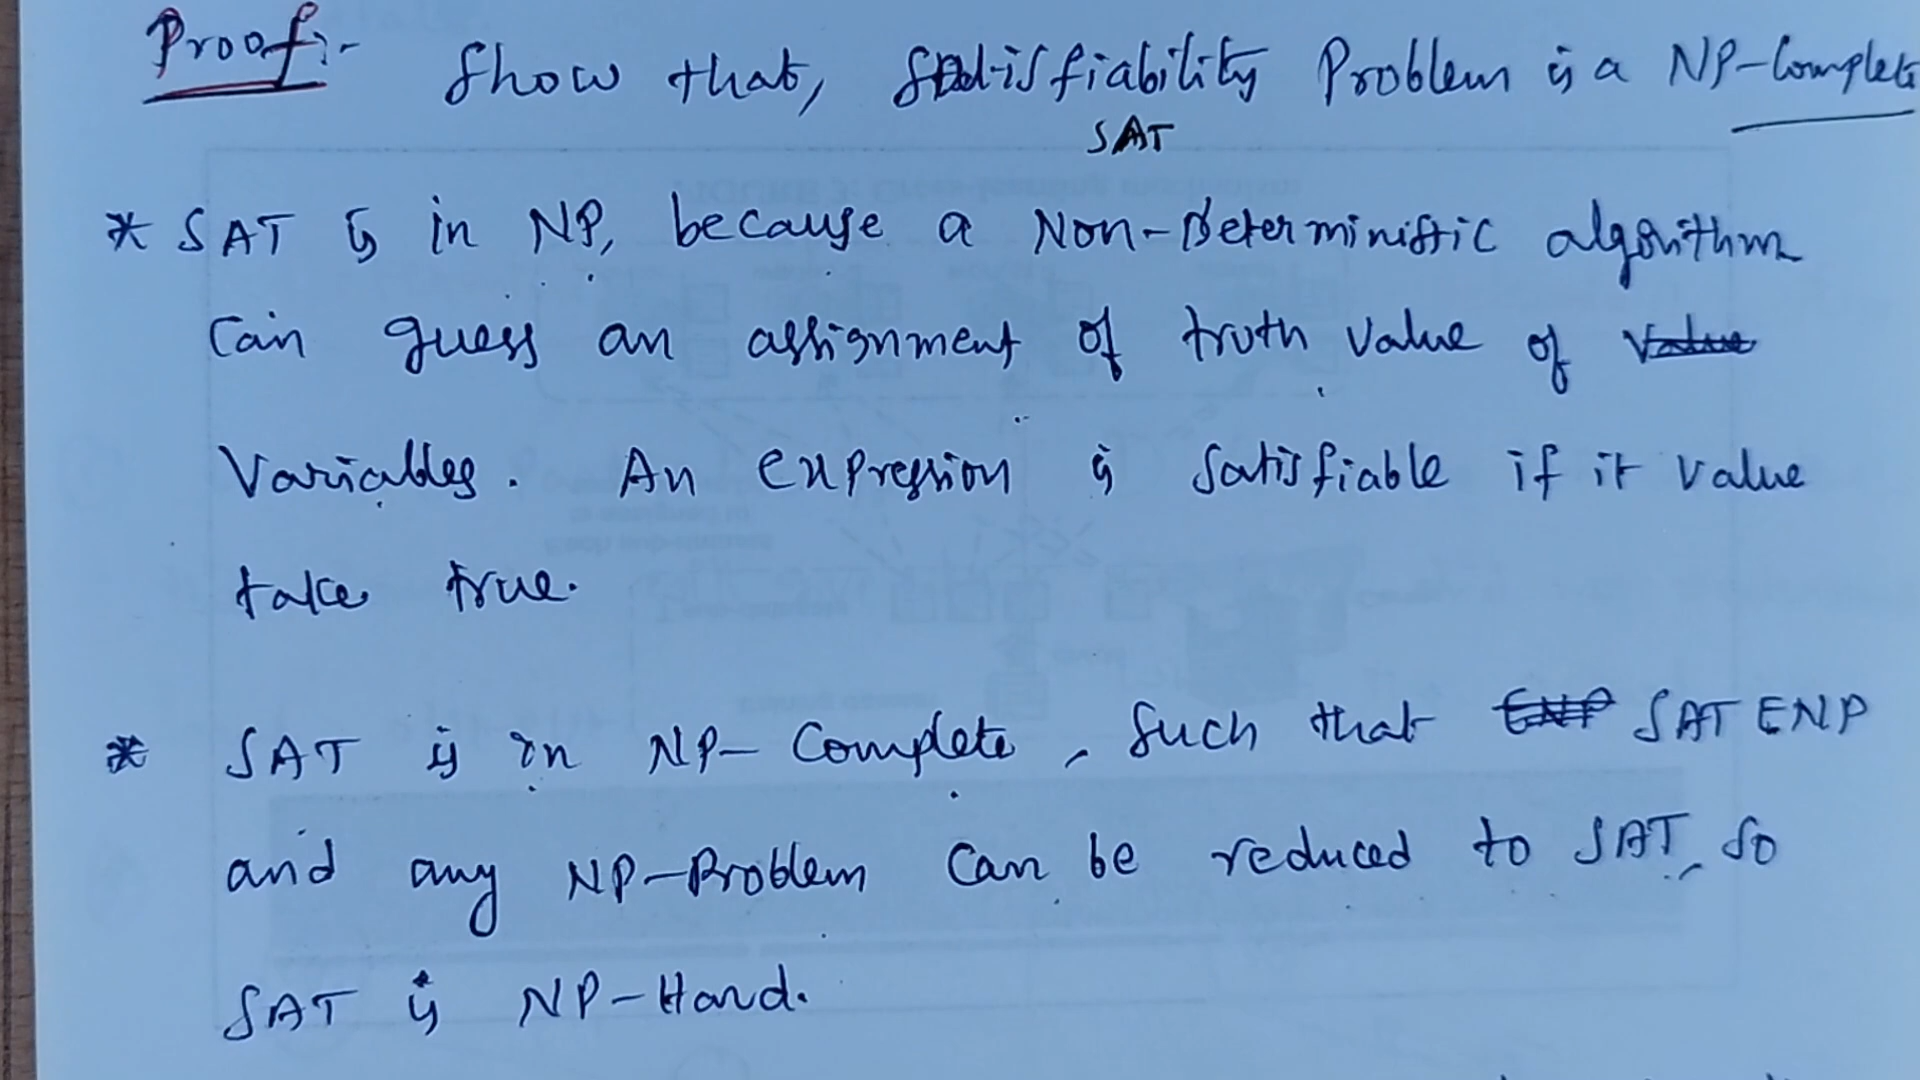 Proof:- Show that, Satisfiability Problem is a NP-Complete
SAT
* SAT is in NP, because a Non-Deterministic algorithm
Can guess an assignment of truth value of value
Variables. An expression is satisfiable if it value
take true.
* SAT is in NP-Complete, Such that ENP SAT ENP
and any NP-Problem Can be reduced to SAT, So
SAT is NP-Hard.